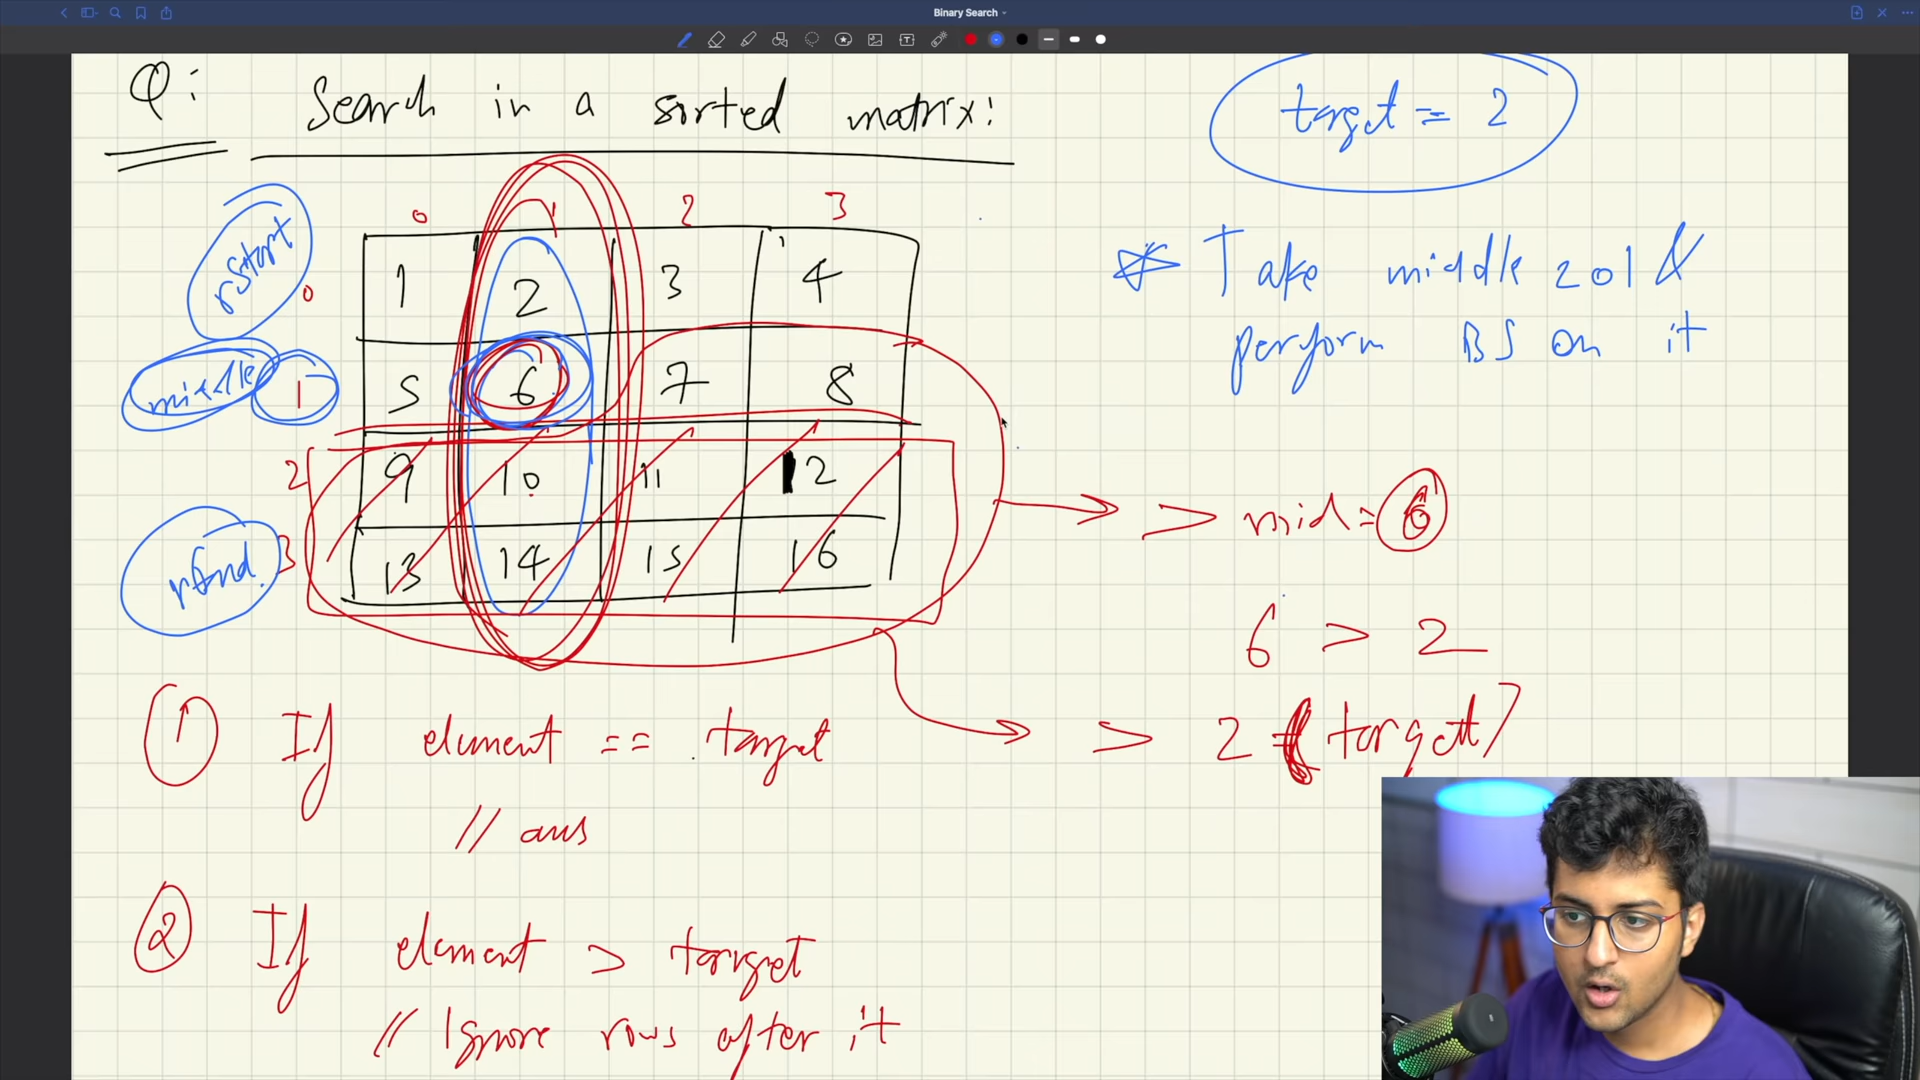 Binary Search
Q: Search in a sorted matrix:
target = 2
0 1 2 3
rStart
0 1 2 3 4
middle 1 5 6 7 8
2 9 10 11 12
rEnd 3 13 14 15 16
* Take middle col &
perform BS on it
> mid = 6
6 > 2
> 2 (target)
① If element == target
// ans
② If element > target
// Ignore rows after it